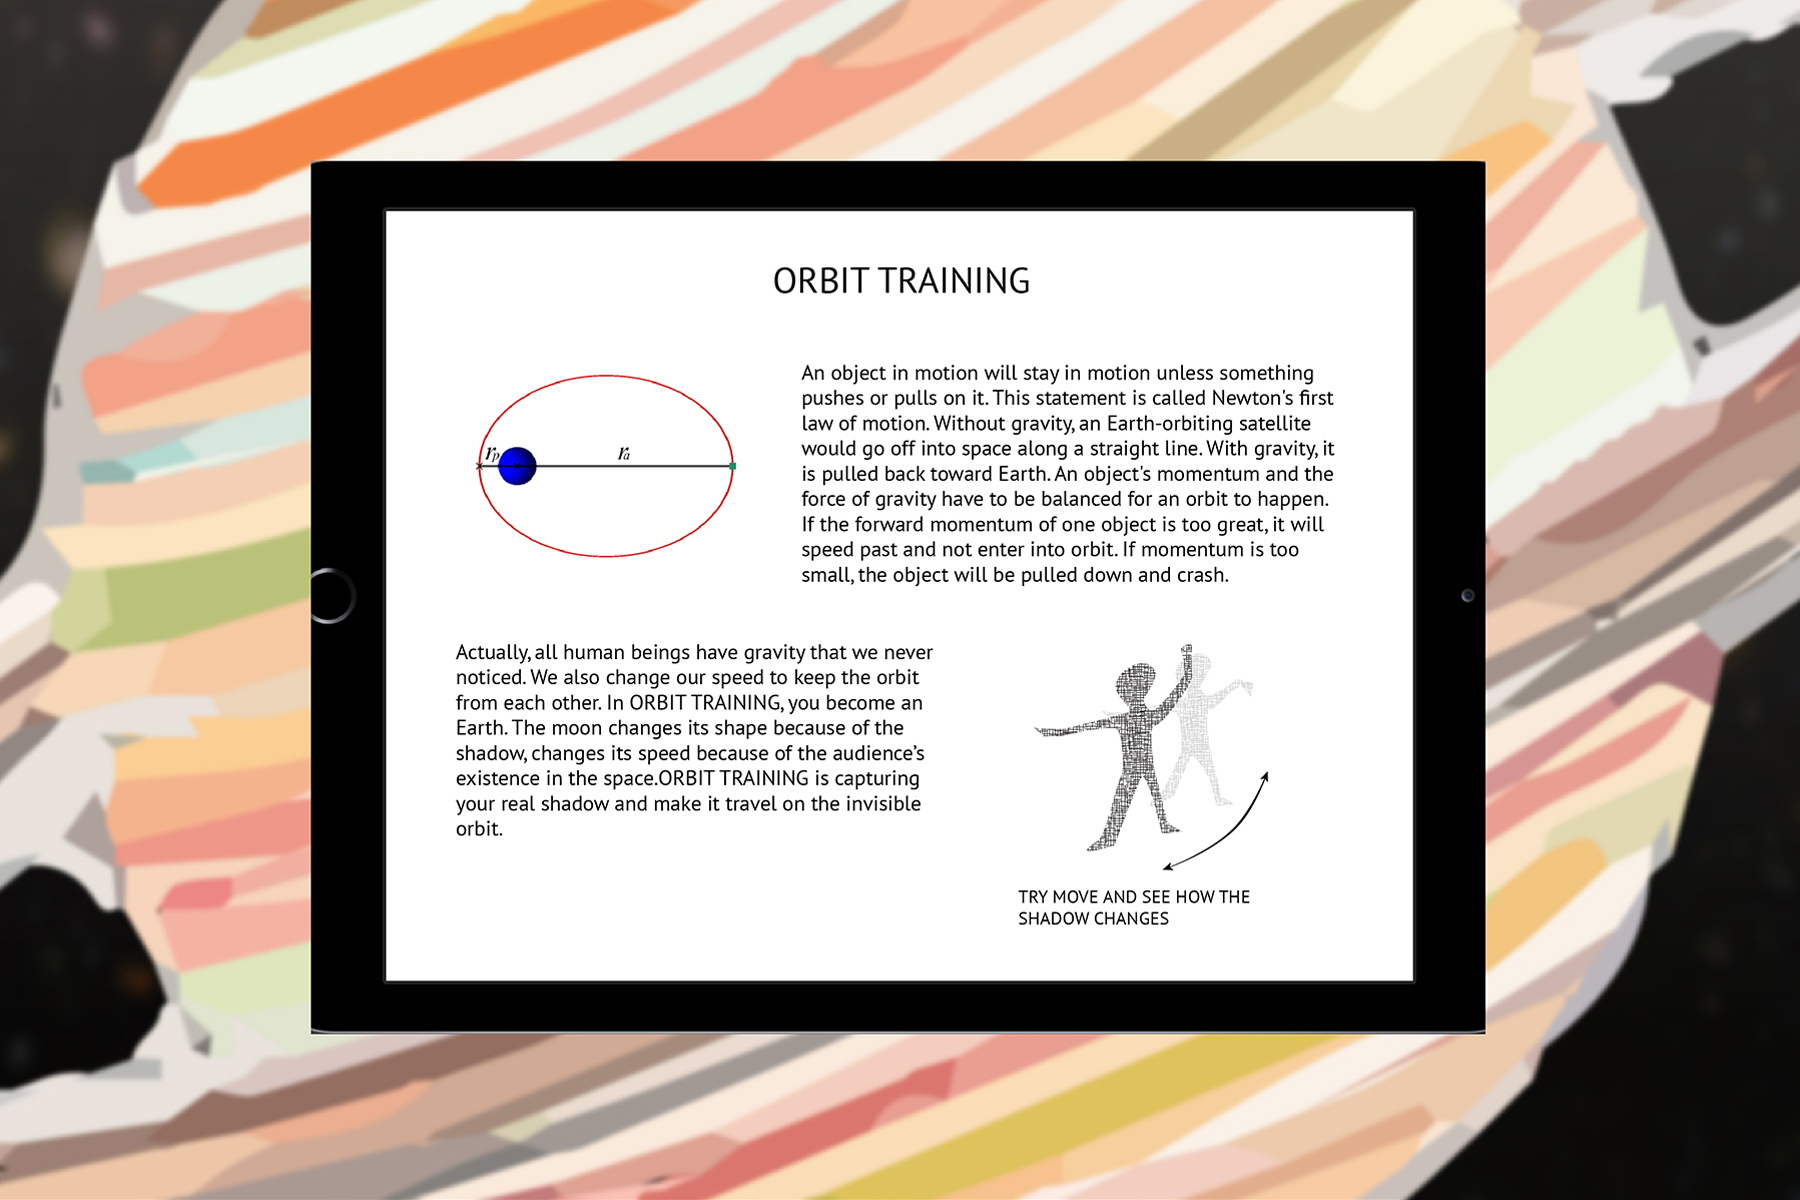 ORBIT TRAINING
An object in motion will stay in motion unless something
pushes or pulls on it. This statement is called Newton's first
law of motion. Without gravity, an Earth-orbiting satellite
would go off into space along a straight line. With gravity, it
is pulled back toward Earth. An object's momentum and the
force of gravity have to be balanced for an orbit to happen.
If the forward momentum of one object is too great, it will
speed past and not enter into orbit. If momentum is too
small, the object will be pulled down and crash.
rp
ra
Actually, all human beings have gravity that we never
noticed. We also change our speed to keep the orbit
from each other. In ORBIT TRAINING, you become an
Earth. The moon changes its shape because of the
shadow, changes its speed because of the audience’s
existence in the space.ORBIT TRAINING is capturing
your real shadow and make it travel on the invisible
orbit.
TRY MOVE AND SEE HOW THE
SHADOW CHANGES